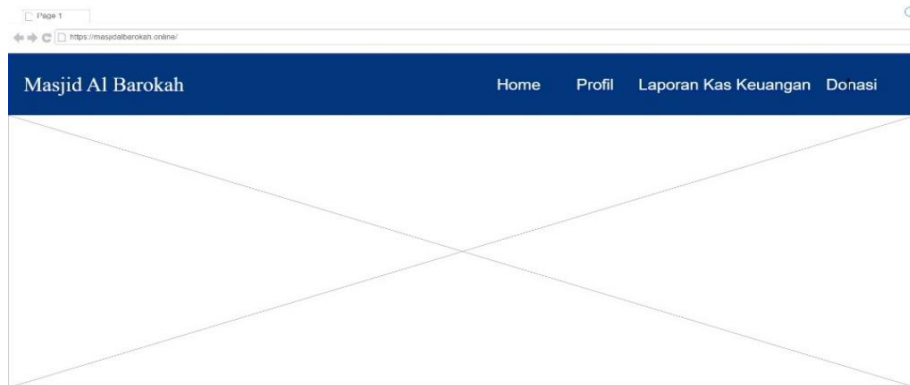 Page 1
https://masjidalbarokah.online/
Masjid Al Barokah Home Profil Laporan Kas Keuangan Donasi